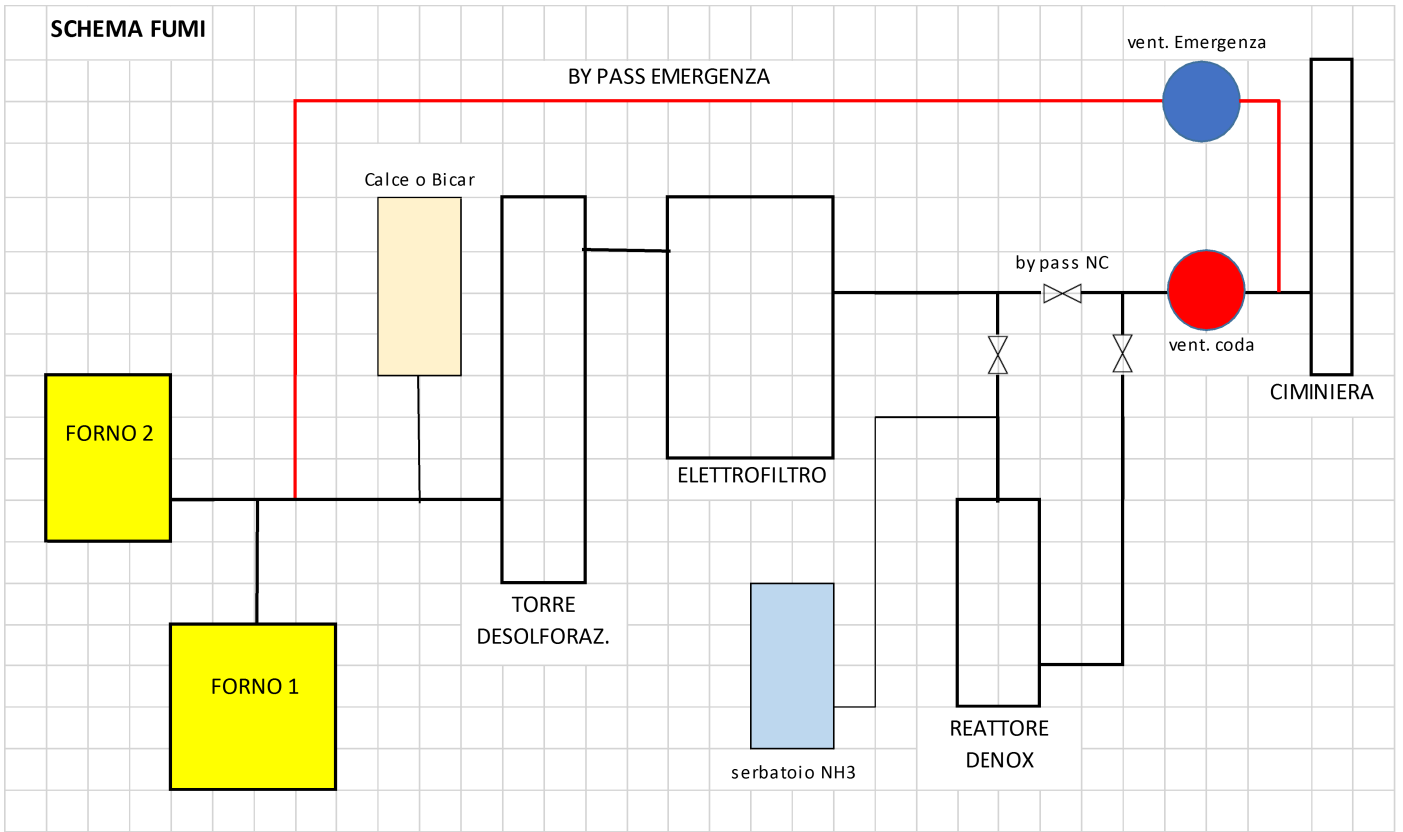 SCHEMA FUMI
vent. Emergenza
BY PASS EMERGENZA
Calce o Bicar
by pass NC
vent. coda
CIMINIERA
FORNO 2
ELETTROFILTRO
TORRE
DESOLFORAZ.
FORNO 1
REATTORE
DENOX
serbatoio NH3